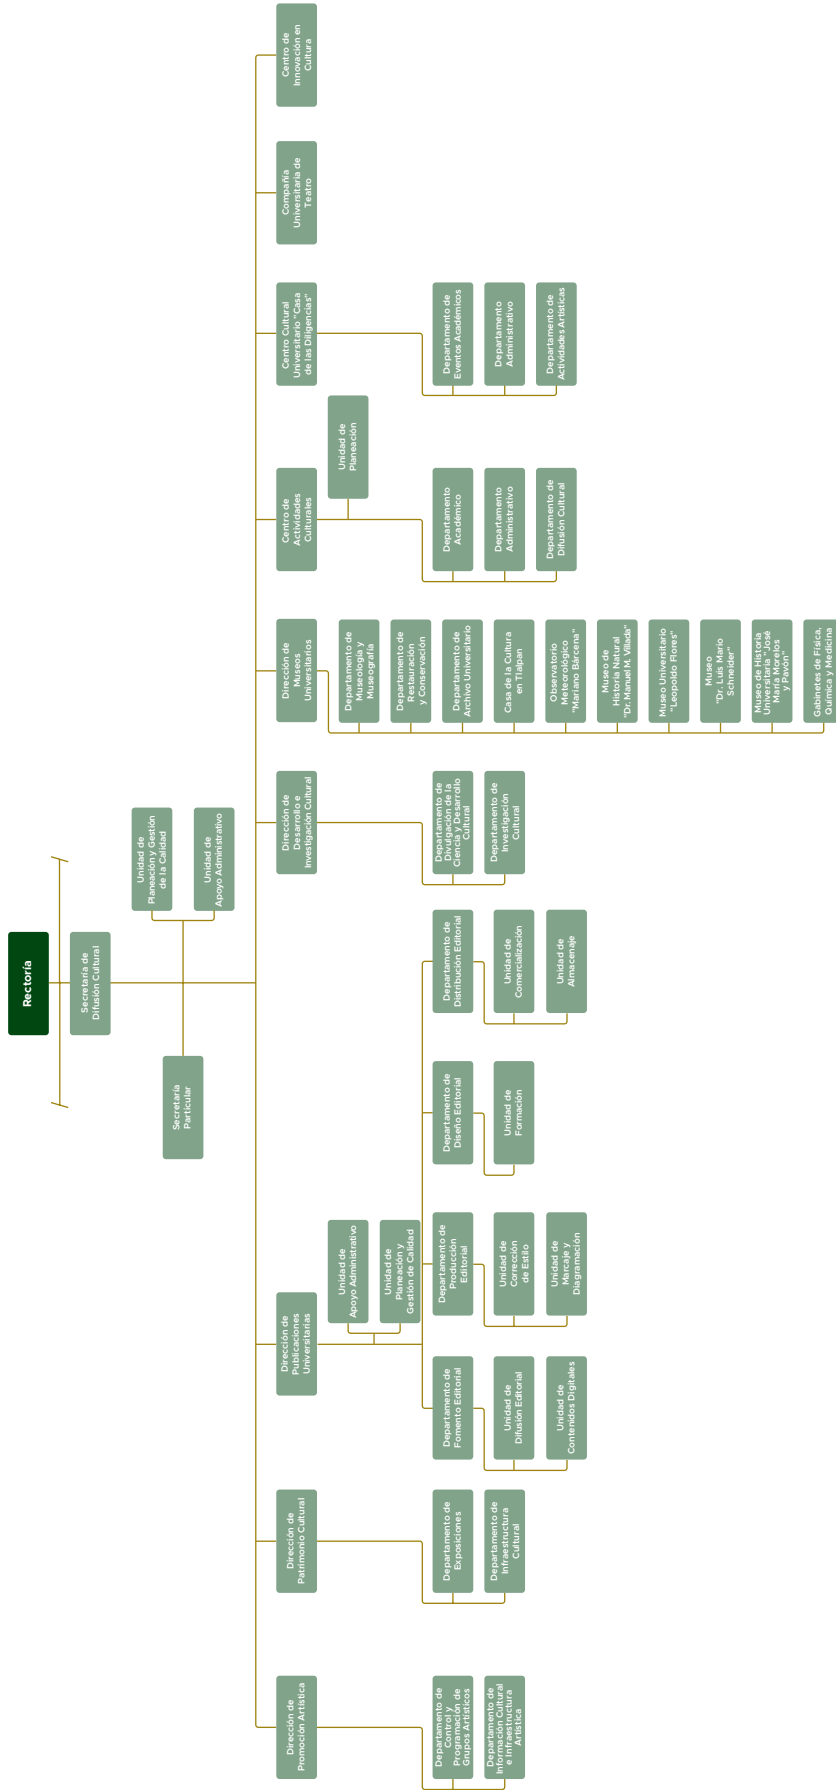 Rectoría
Secretaría de
Difusión Cultural
Secretaría
Particular
Unidad de
Planeación y Gestión
de la Calidad
Unidad de
Apoyo Administrativo
Dirección de
Promoción Artística
Departamento de
Control y
Programación de
Grupos Artísticos
Departamento de
Información Cultural
e Infraestructura
Artística
Dirección de
Patrimonio Cultural
Departamento de
Exposiciones
Departamento de
Infraestructura
Cultural
Dirección de
Publicaciones
Universitarias
Unidad de
Apoyo Administrativo
Unidad de
Planeación y
Gestión de Calidad
Departamento de
Fomento Editorial
Unidad de
Difusión Editorial
Unidad de
Contenidos Digitales
Departamento de
Producción
Editorial
Unidad de
Corrección
de Estilo
Unidad de
Marcaje y
Diagramación
Departamento de
Diseño Editorial
Unidad de
Formación
Departamento de
Distribución Editorial
Unidad de
Comercialización
Unidad de
Almacenaje
Dirección de
Desarrollo e
Investigación Cultural
Departamento de
Divulgación de la
Ciencia y Desarrollo
Cultural
Departamento de
Investigación
Cultural
Dirección de
Museos
Universitarios
Departamento de
Museología y
Museografía
Departamento de
Restauración
y Conservación
Departamento de
Archivo Universitario
Casa de la Cultura
en Tlalpan
Observatorio
Meteorológico
"Mariano Bárcena"
Museo de
Historia Natural
"Dr. Manuel M. Villada"
Museo Universitario
"Leopoldo Flores"
Museo
"Dr. Luis Mario
Schneider"
Museo de Historia
Universitaria "José
María Morelos
y Pavón"
Gabinetes de Física,
Química y Medicina
Centro de
Actividades
Culturales
Unidad de
Planeación
Departamento
Académico
Departamento
Administrativo
Departamento de
Difusión Cultural
Centro Cultural
Universitario "Casa
de las Diligencias"
Departamento de
Eventos Académicos
Departamento
Administrativo
Departamento de
Actividades Artísticas
Compañía
Universitaria de
Teatro
Centro de
Innovación en
Cultura